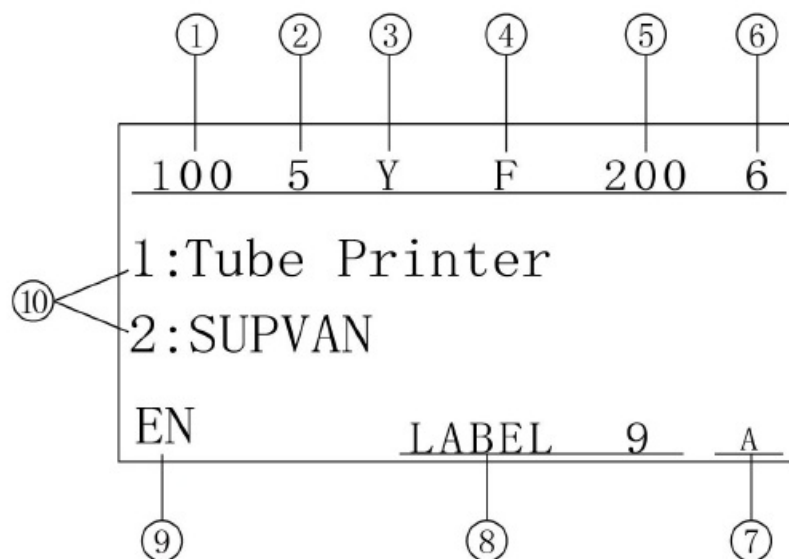 ① ② ③ ④ ⑤ ⑥
100 5 Y F 200 6
1:Tube Printer
⑩
2:SUPVAN
EN LABEL 9 A
⑨ ⑧ ⑦